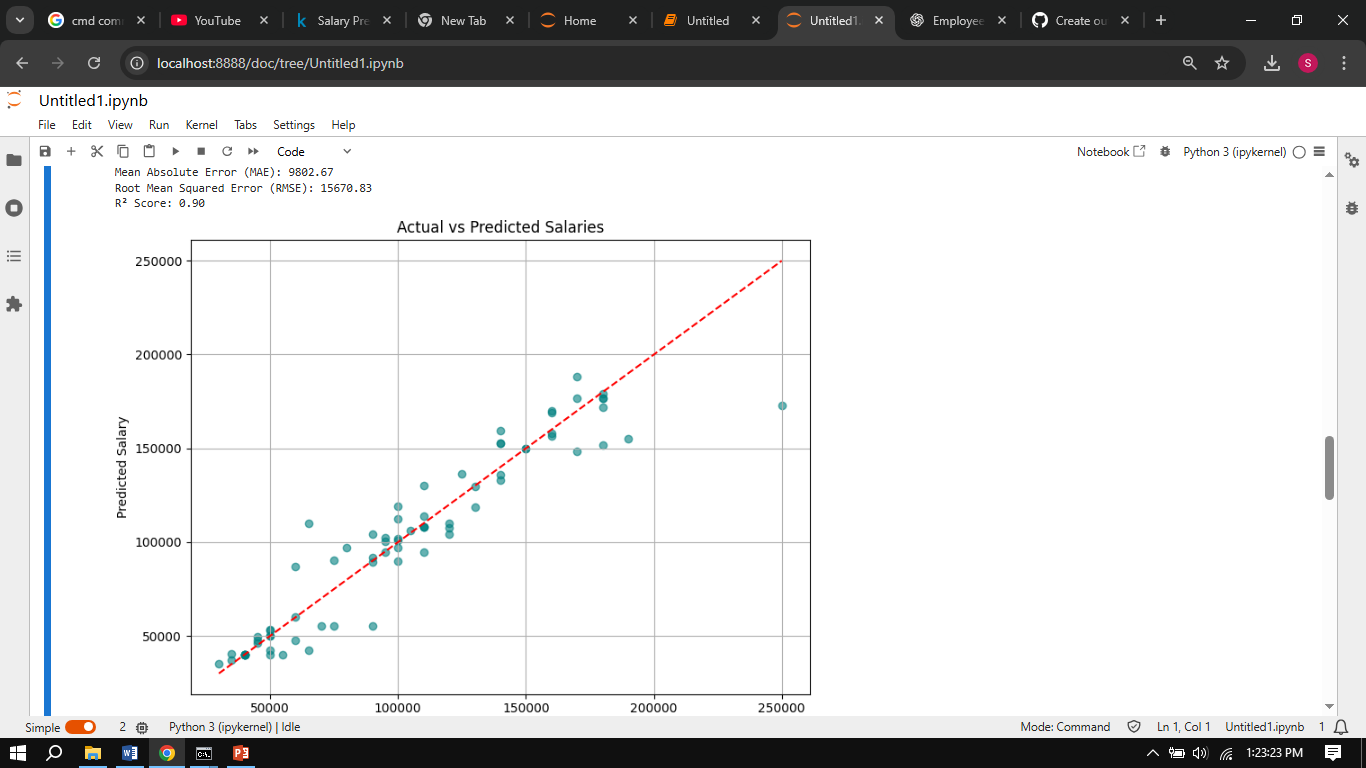 cmd com
YouTube
Salary Pre
New Tab
Home
Untitled
Untitled1.
Employee
Create ou
localhost:8888/doc/tree/Untitled1.ipynb
S
Untitled1.ipynb
File Edit View Run Kernel Tabs Settings Help
Code
Notebook
Python 3 (ipykernel)
Mean Absolute Error (MAE): 9802.67
Root Mean Squared Error (RMSE): 15670.83
R² Score: 0.90
Actual vs Predicted Salaries
250000
200000
150000
100000
50000
Predicted Salary
50000 100000 150000 200000 250000
Simple 2 Python 3 (ipykernel) | Idle Mode: Command Ln 1, Col 1 Untitled1.ipynb 1
1:23:23 PM